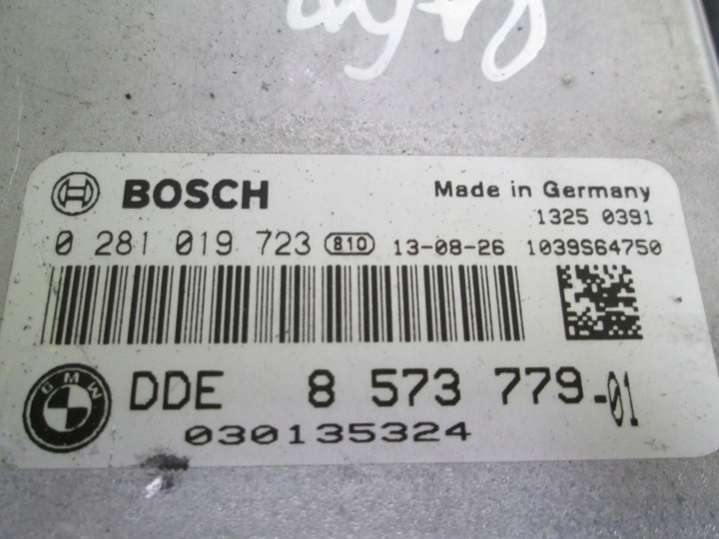 BOSCH Made in Germany
1325 0391
0 281 019 723 810 13-08-26 1039S64750
BMW DDE 8 573 779-01
030135324